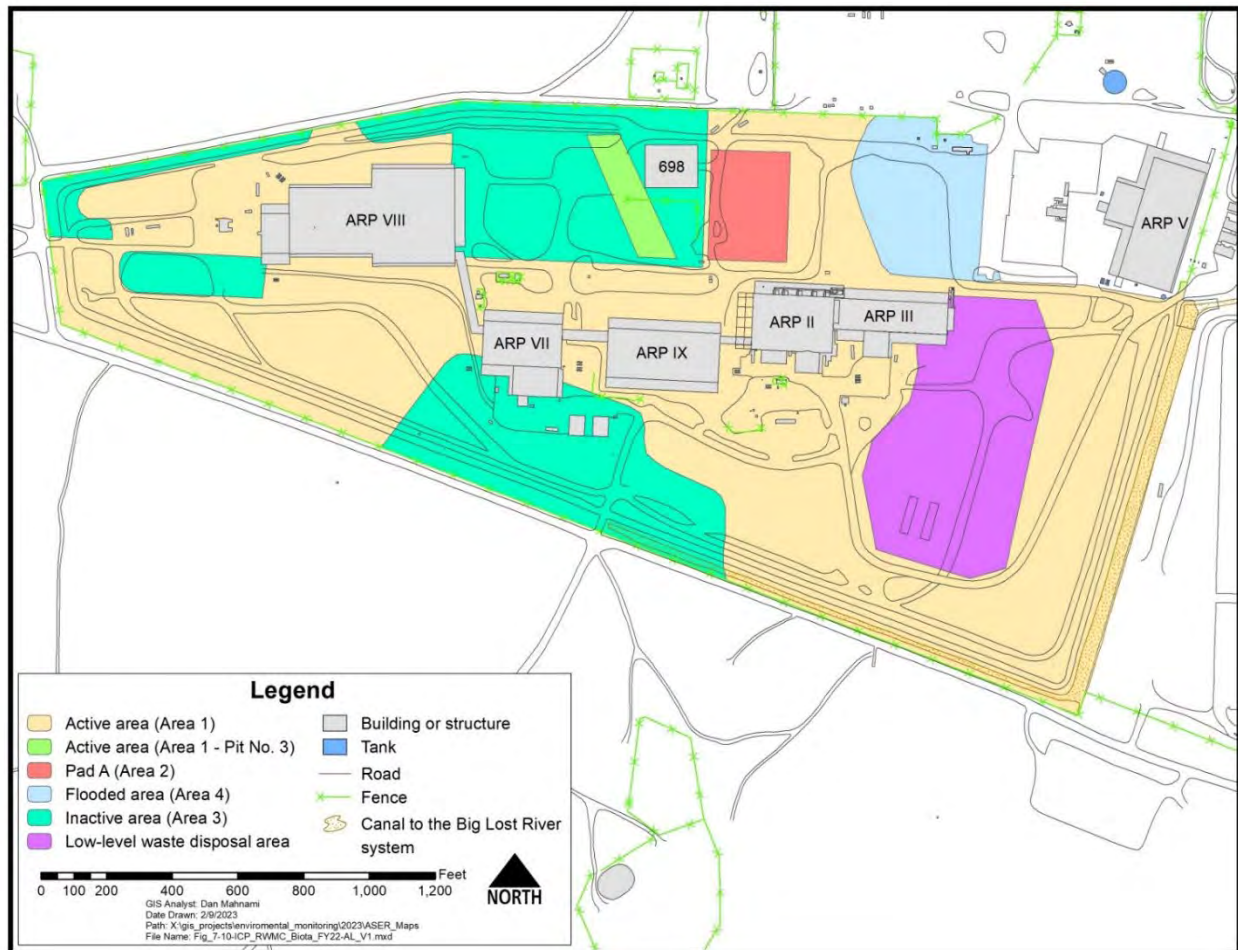 698
ARP VIII
ARP V
ARP II
ARP III
ARP VII
ARP IX
Legend
Active area (Area 1)
Active area (Area 1 - Pit No. 3)
Pad A (Area 2)
Flooded area (Area 4)
Inactive area (Area 3)
Low-level waste disposal area
Building or structure
Tank
Road
Fence
Canal to the Big Lost River
system
Feet
0 100 200 400 600 800 1,000 1,200
NORTH
GIS Analyst: Dan Mahnami
Date Drawn: 2/9/2023
Path: X:\gis_projects\enviromental_monitoring\2023\ASER_Maps
File Name: Fig_7-10-ICP_RWMC_Biota_FY22-AL_V1.mxd